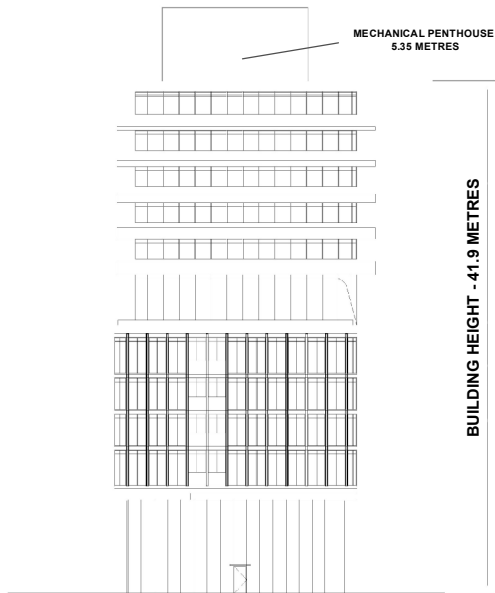 MECHANICAL PENTHOUSE
5.35 METRES
BUILDING HEIGHT - 41.9 METRES